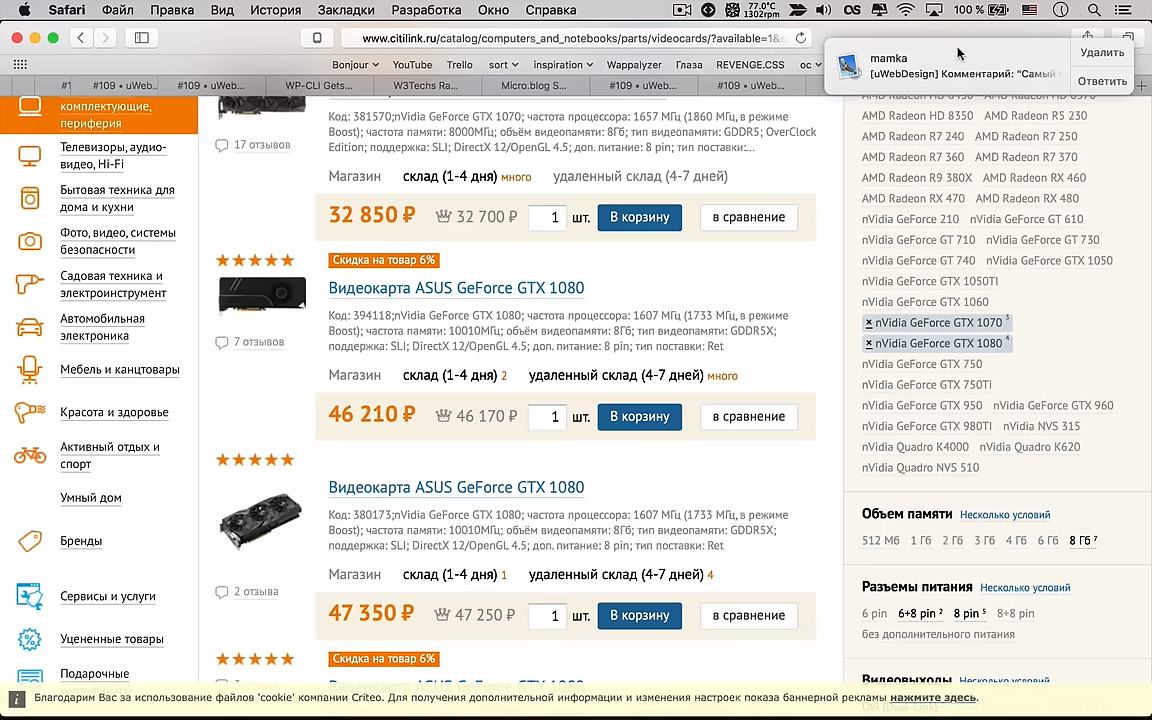 Safari Файл Правка Вид История Закладки Разработка Окно Справка 77.0°C 1302rpm 100 %
www.citilink.ru/catalog/computers_and_notebooks/parts/videocards/?available=1&s
mamka
[uWebDesign] Комментарий: "Самый
Удалить
Ответить
Bonjour YouTube Trello sort inspiration Wappalyzer Глаза REVENGE.CSS
#109 – uWeb... #109 – uWeb... WP-CLI Gets... W3Techs Ra... Micro.blog S... #109 – uWeb... #109 – uWeb...
комплектующие,
периферия
Телевизоры, аудио-
видео, Hi-Fi
Бытовая техника для
дома и кухни
Фото, видео, системы
безопасности
Садовая техника и
электроинструмент
Автомобильная
электроника
Мебель и канцтовары
Красота и здоровье
Активный отдых и
спорт
Умный дом
Бренды
Сервисы и услуги
Уцененные товары
Подарочные
17 отзывов
Код: 381570;nVidia GeForce GTX 1070; частота процессора: 1657 МГц (1860 МГц, в режиме
Boost); частота памяти: 8000МГц; объём видеопамяти: 8Гб; тип видеопамяти: GDDR5; OverClock
Edition; поддержка: SLI; DirectX 12/OpenGL 4.5; доп. питание: 8 pin; тип поставки:...
Магазин склад (1-4 дня) много удаленный склад (4-7 дней)
32 850 ₽ 32 700 ₽ 1 шт. В корзину в сравнение
Скидка на товар 6%
Видеокарта ASUS GeForce GTX 1080
7 отзывов
Код: 394118;nVidia GeForce GTX 1080; частота процессора: 1607 МГц (1733 МГц, в режиме
Boost); частота памяти: 10010МГц; объём видеопамяти: 8Гб; тип видеопамяти: GDDR5X;
поддержка: SLI; DirectX 12/OpenGL 4.5; доп. питание: 8 pin; тип поставки: Ret
Магазин склад (1-4 дня) 2 удаленный склад (4-7 дней) много
46 210 ₽ 46 170 ₽ 1 шт. В корзину в сравнение
Видеокарта ASUS GeForce GTX 1080
2 отзыва
Код: 380173;nVidia GeForce GTX 1080; частота процессора: 1607 МГц (1733 МГц, в режиме
Boost); частота памяти: 10010МГц; объём видеопамяти: 8Гб; тип видеопамяти: GDDR5X;
поддержка: SLI; DirectX 12/OpenGL 4.5; доп. питание: 8 pin; тип поставки: Ret
Магазин склад (1-4 дня) 1 удаленный склад (4-7 дней) 4
47 350 ₽ 47 250 ₽ 1 шт. В корзину в сравнение
Скидка на товар 6%
AMD Radeon HD 8350 AMD Radeon R5 230
AMD Radeon R7 240 AMD Radeon R7 250
AMD Radeon R7 360 AMD Radeon R7 370
AMD Radeon R9 380X AMD Radeon RX 460
AMD Radeon RX 470 AMD Radeon RX 480
nVidia GeForce 210 nVidia GeForce GT 610
nVidia GeForce GT 710 nVidia GeForce GT 730
nVidia GeForce GT 740 nVidia GeForce GTX 1050
nVidia GeForce GTX 1050TI
nVidia GeForce GTX 1060
× nVidia GeForce GTX 1070 3
× nVidia GeForce GTX 1080 4
nVidia GeForce GTX 750
nVidia GeForce GTX 750Ti
nVidia GeForce GTX 950 nVidia GeForce GTX 960
nVidia GeForce GTX 980TI nVidia NVS 315
nVidia Quadro K4000 nVidia Quadro K620
nVidia Quadro NVS 510
Объем памяти Несколько условий
512 Мб 1 Гб 2 Гб 3 Гб 4 Гб 6 Гб 8 Гб 7
Разъемы питания Несколько условий
6 pin 6+8 pin 2 8 pin 5 8+8 pin
без дополнительного питания
Видеовыходы Несколько условий
Благодарим Вас за использование файлов 'cookie' компании Criteo. Для получения дополнительной информации и изменения настроек показа баннерной рекламы нажмите здесь.